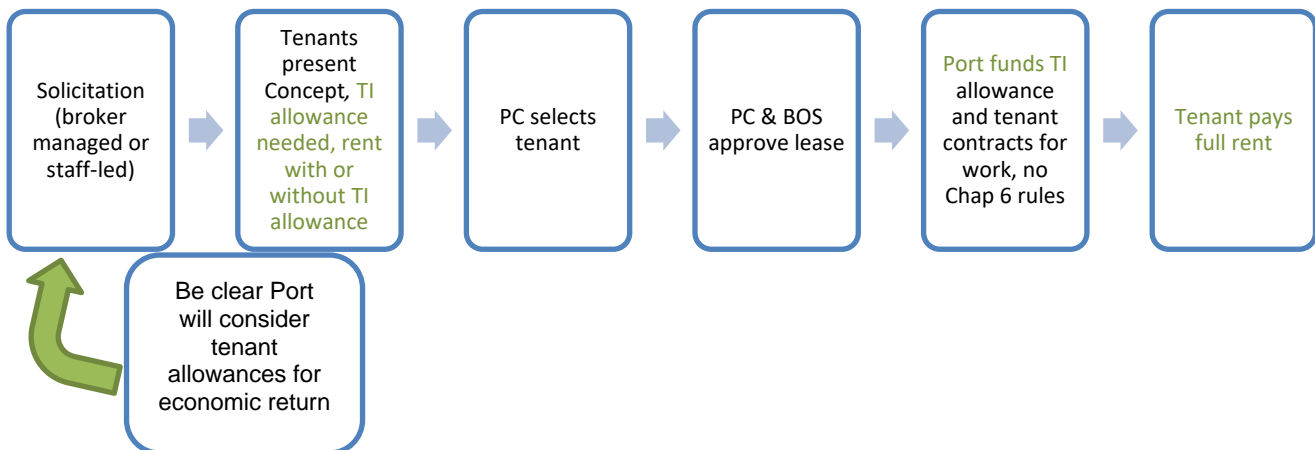 Solicitation
(broker
managed or
staff-led)
Tenants
present
Concept, TI
allowance
needed, rent
with or
without TI
allowance
PC selects
tenant
PC & BOS
approve lease
Port funds TI
allowance
and tenant
contracts for
work, no
Chap 6 rules
Tenant pays
full rent
Be clear Port
will consider
tenant
allowances for
economic return